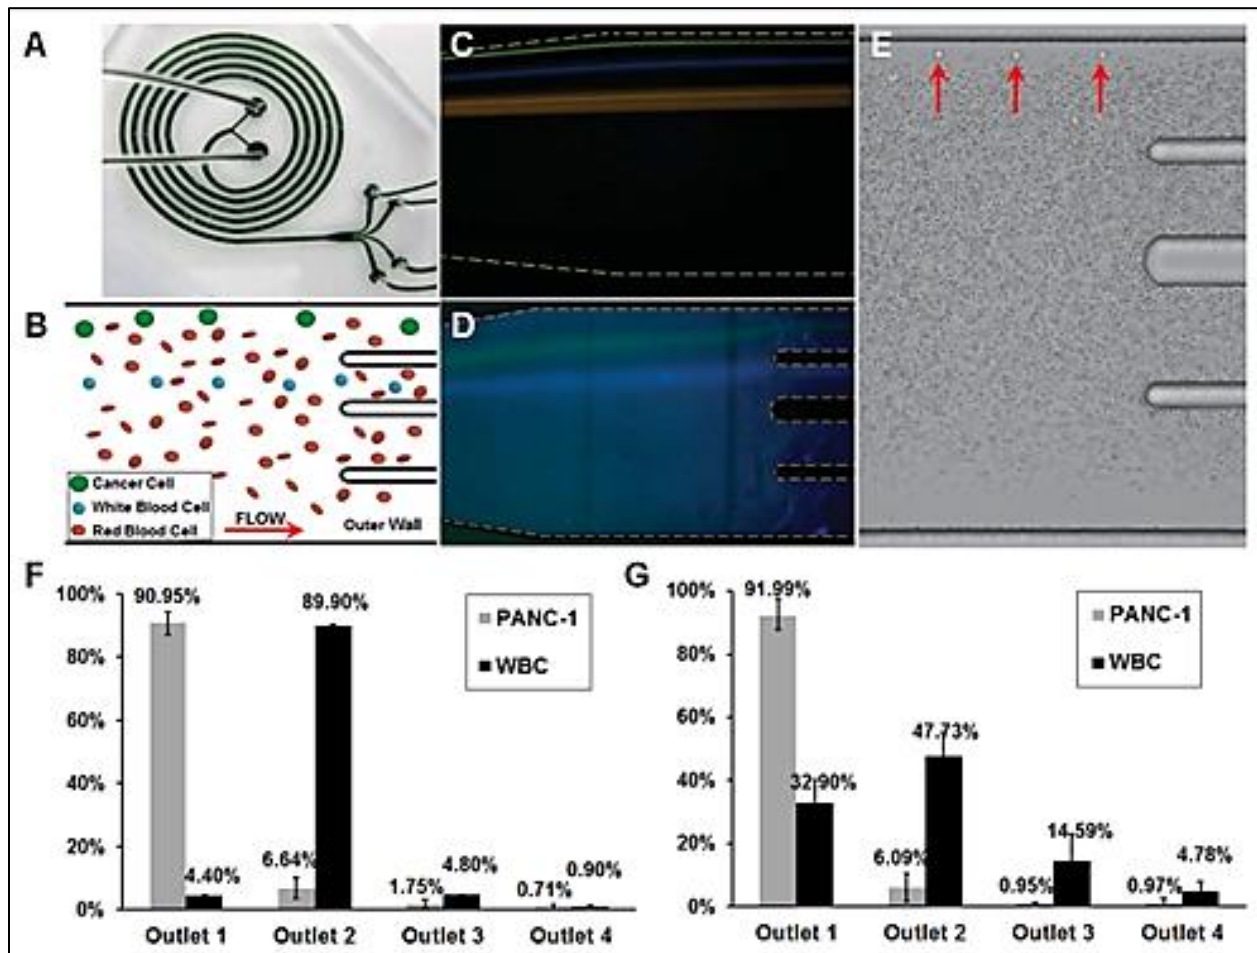 A
C
E
B
D
Cancer Cell
White Blood Cell
Red Blood Cell
FLOW
Outer Wall
F
100%
80%
60%
40%
20%
0%
90.95%
4.40%
6.64%
89.90%
1.75%
4.80%
0.71%
0.90%
PANC-1
WBC
Outlet 1 Outlet 2 Outlet 3 Outlet 4
G
100%
80%
60%
40%
20%
0%
91.99%
32.90%
6.09%
47.73%
0.95%
14.59%
0.97%
4.78%
PANC-1
WBC
Outlet 1 Outlet 2 Outlet 3 Outlet 4